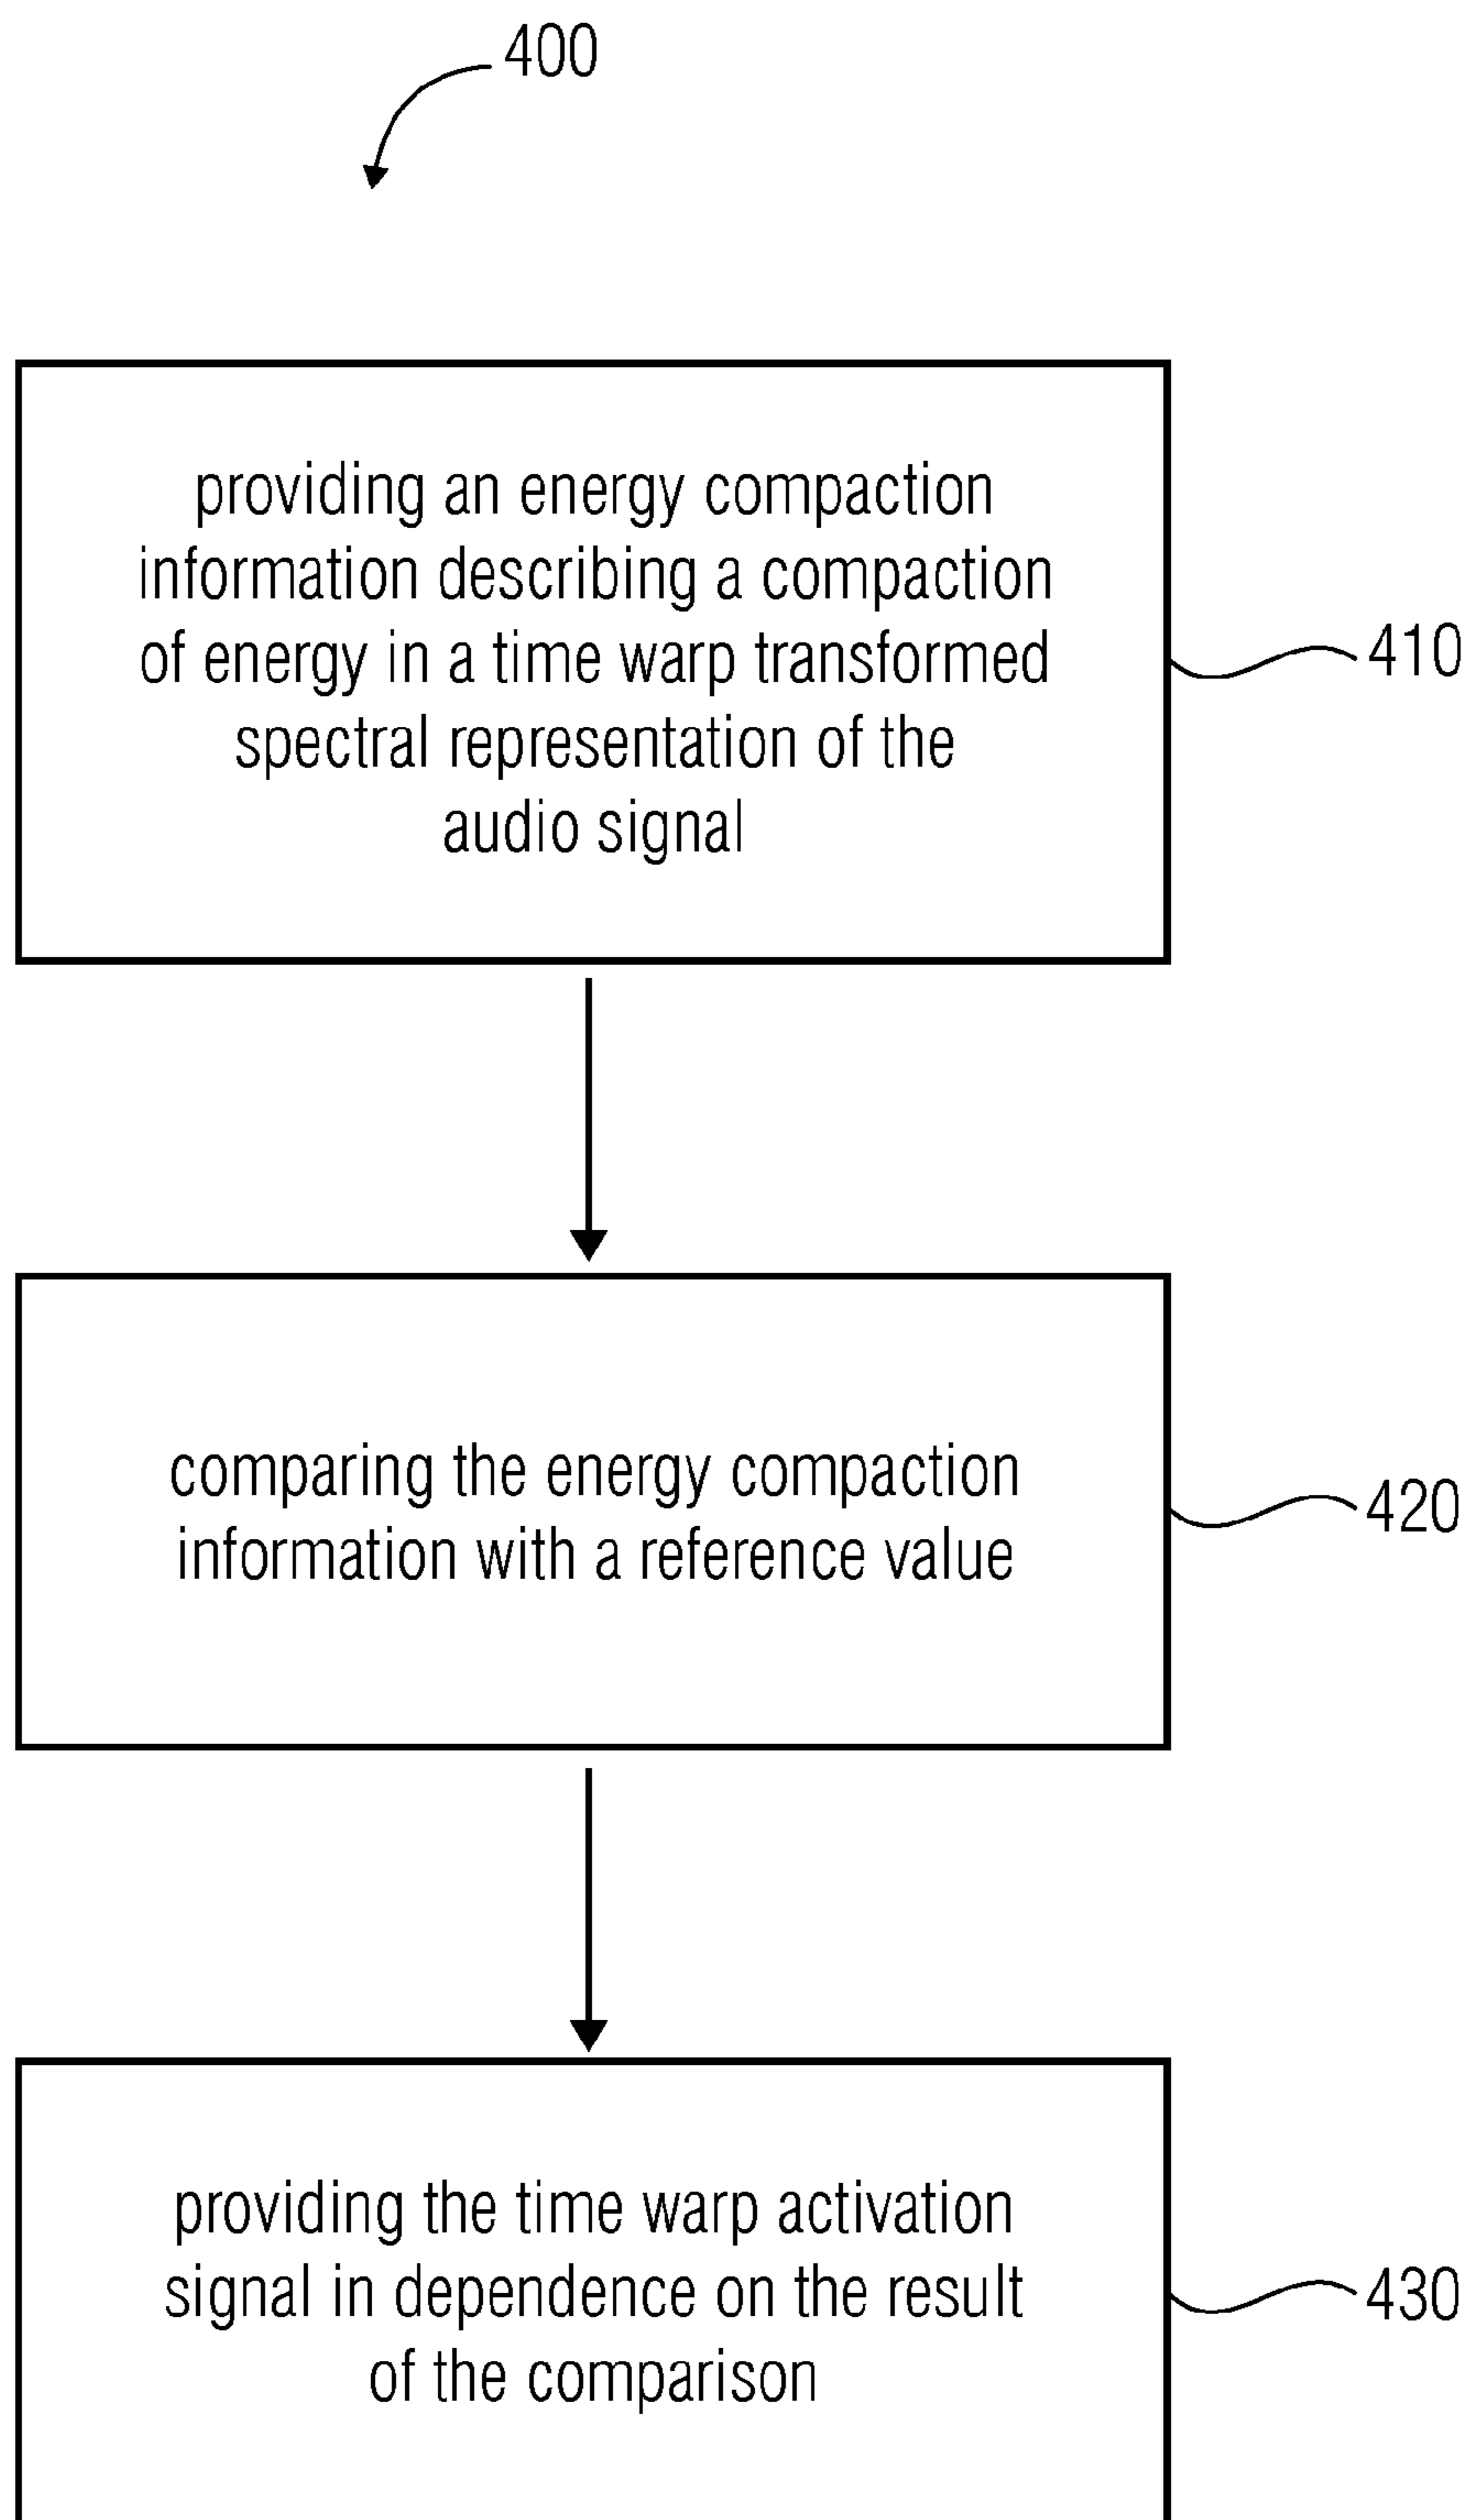 400
providing an energy compaction
information describing a compaction
of energy in a time warp transformed
spectral representation of the
audio signal
410
comparing the energy compaction
information with a reference value
420
providing the time warp activation
signal in dependence on the result
of the comparison
430